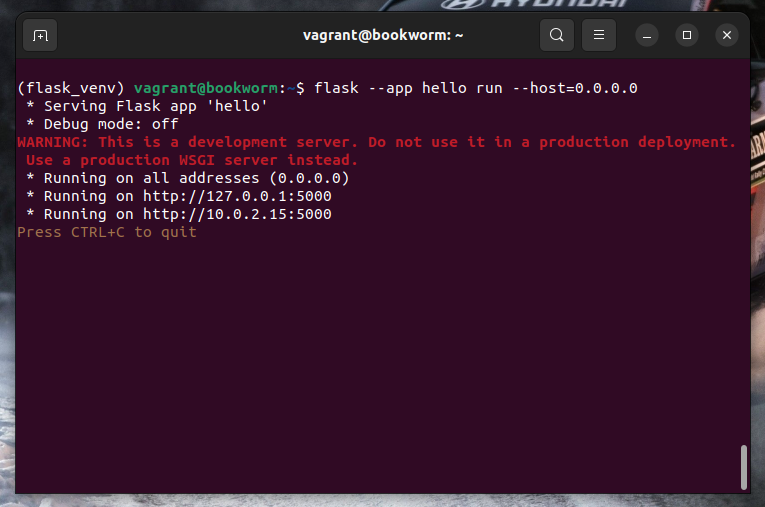 HYUNDAI
vagrant@bookworm: ~
(flask_venv) vagrant@bookworm:~$ flask --app hello run --host=0.0.0.0
* Serving Flask app 'hello'
* Debug mode: off
WARNING: This is a development server. Do not use it in a production deployment.
Use a production WSGI server instead.
* Running on all addresses (0.0.0.0)
* Running on http://127.0.0.1:5000
* Running on http://10.0.2.15:5000
Press CTRL+C to quit